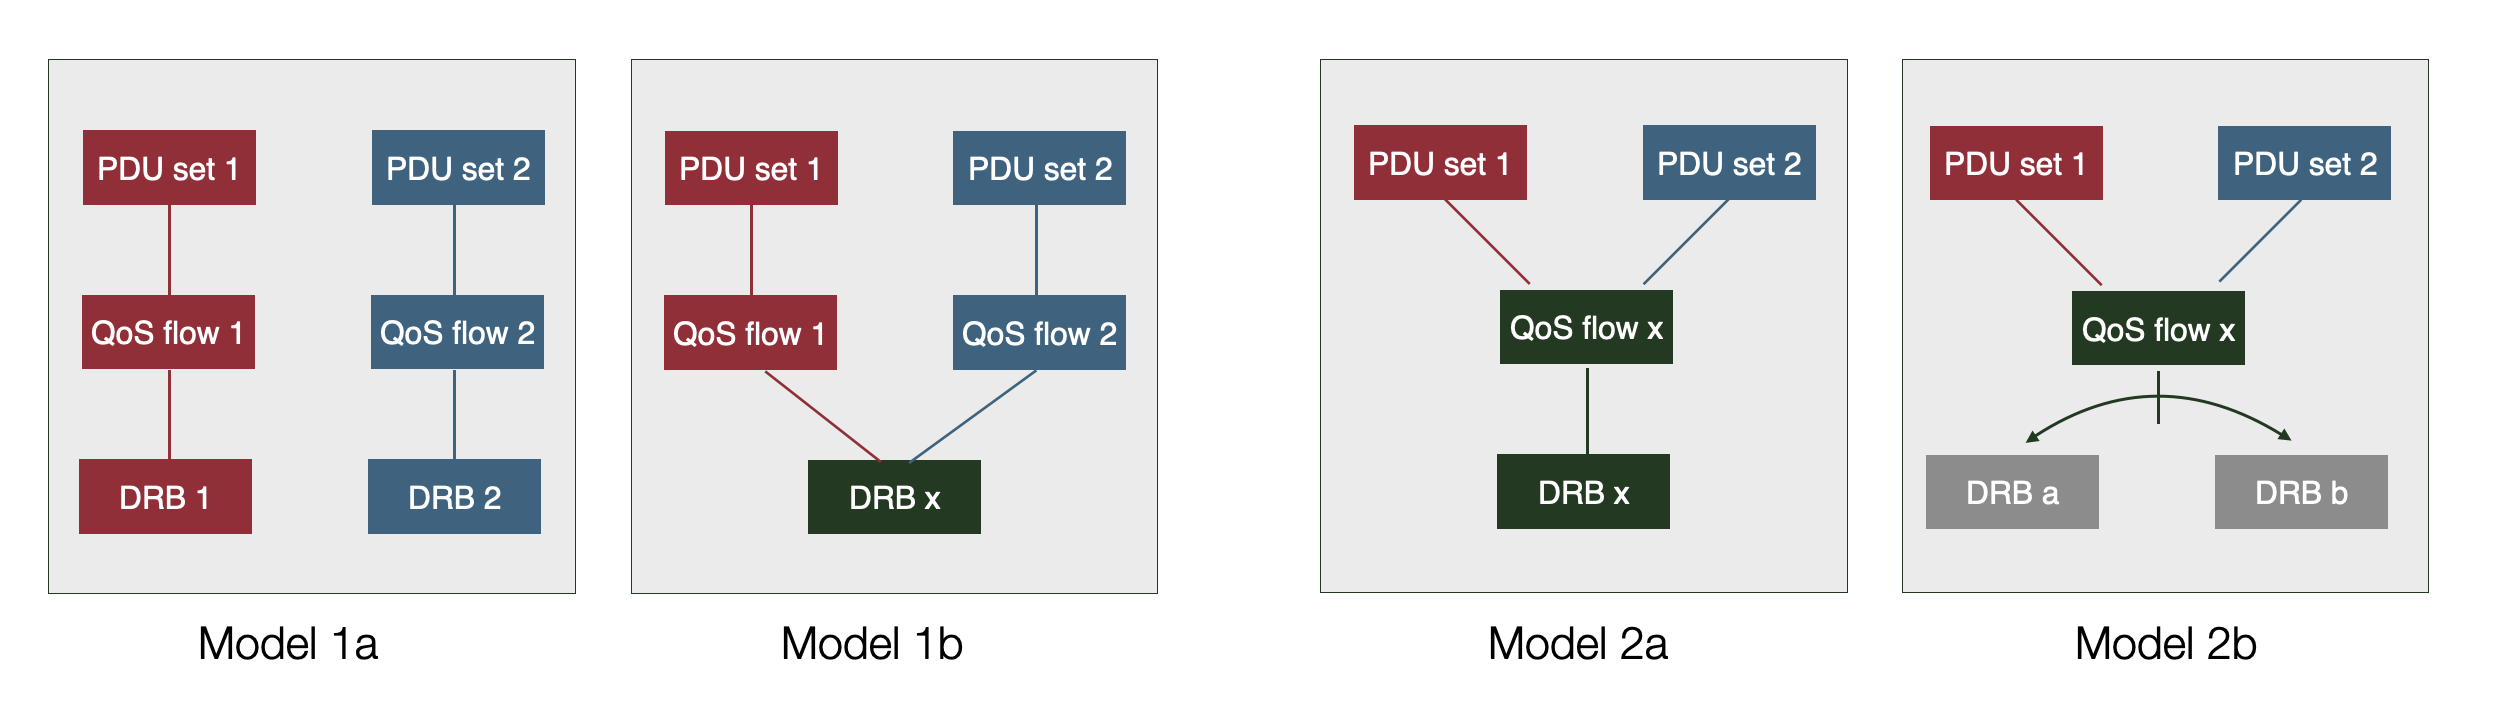 PDU set 1
PDU set 2
QoS flow 1
QoS flow 2
DRB 1
DRB 2
Model 1a
PDU set 1
PDU set 2
QoS flow 1
QoS flow 2
DRB x
Model 1b
PDU set 1
PDU set 2
QoS flow x
DRB x
Model 2a
PDU set 1
PDU set 2
QoS flow x
DRB a
DRB b
Model 2b